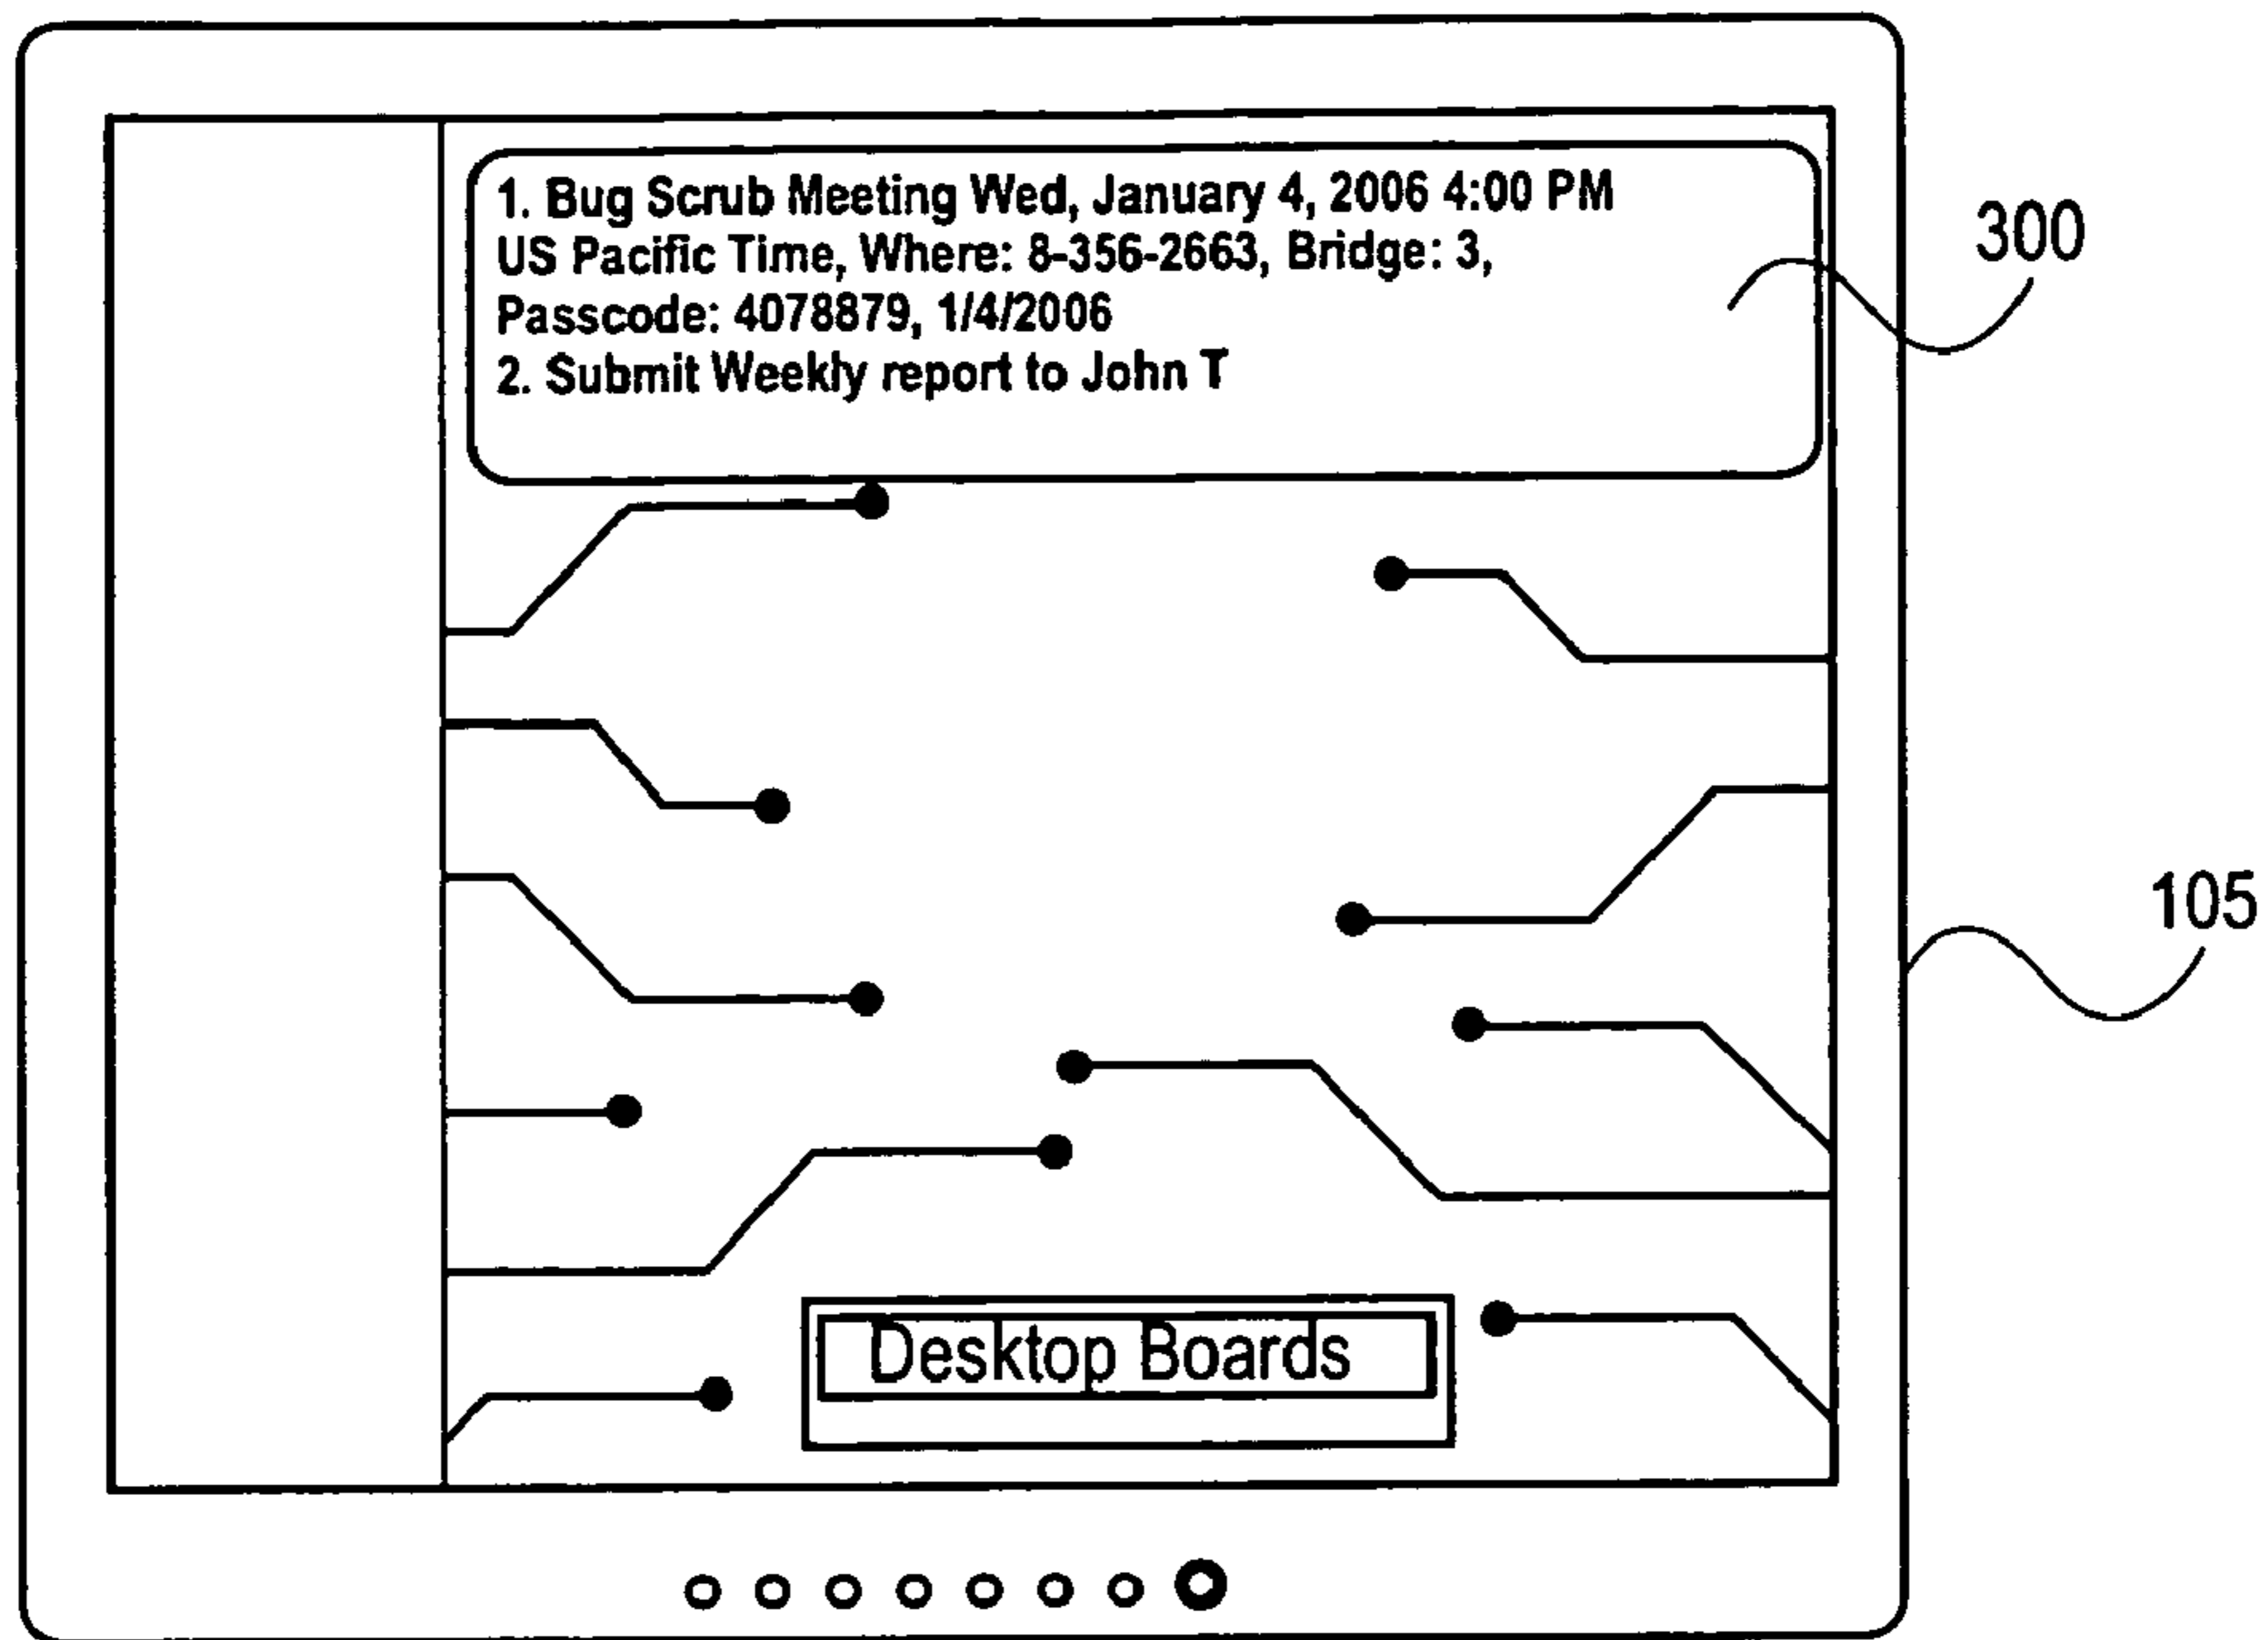 1. Bug Scrub Meeting Wed, January 4, 2006 4:00 PM
US Pacific Time, Where: 8-356-2663, Bridge: 3,
Passcode: 4078879, 1/4/2006
2. Submit Weekly report to John T
300
105
Desktop Boards